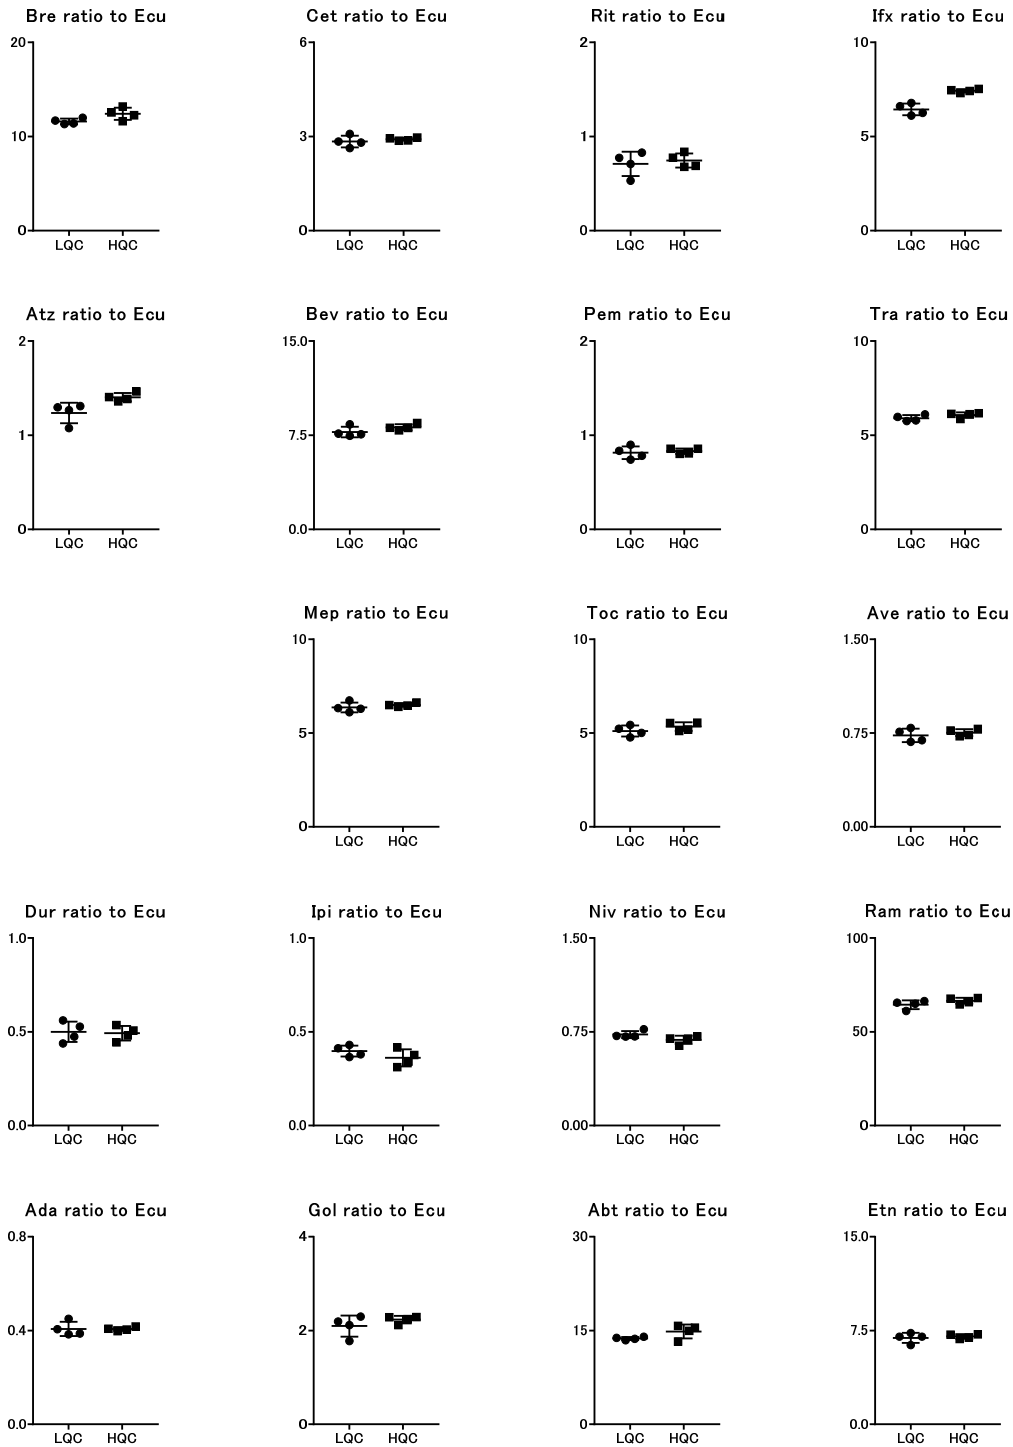 Bre ratio to Ecu
Cet ratio to Ecu
Rit ratio to Ecu
Ifx ratio to Ecu
20
10
0
LQC HQC
6
3
0
LQC HQC
2
1
0
LQC HQC
10
5
0
LQC HQC
Atz ratio to Ecu
Bev ratio to Ecu
Pem ratio to Ecu
Tra ratio to Ecu
2
1
0
LQC HQC
15.0
7.5
0.0
LQC HQC
2
1
0
LQC HQC
10
5
0
LQC HQC
Mep ratio to Ecu
Toc ratio to Ecu
Ave ratio to Ecu
10
5
0
LQC HQC
10
5
0
LQC HQC
1.50
0.75
0.00
LQC HQC
Dur ratio to Ecu
Ipi ratio to Ecu
Niv ratio to Ecu
Ram ratio to Ecu
1.0
0.5
0.0
LQC HQC
1.0
0.5
0.0
LQC HQC
1.50
0.75
0.00
LQC HQC
100
50
0
LQC HQC
Ada ratio to Ecu
Gol ratio to Ecu
Abt ratio to Ecu
Etn ratio to Ecu
0.8
0.4
0.0
LQC HQC
4
2
0
LQC HQC
30
15
0
LQC HQC
15.0
7.5
0.0
LQC HQC